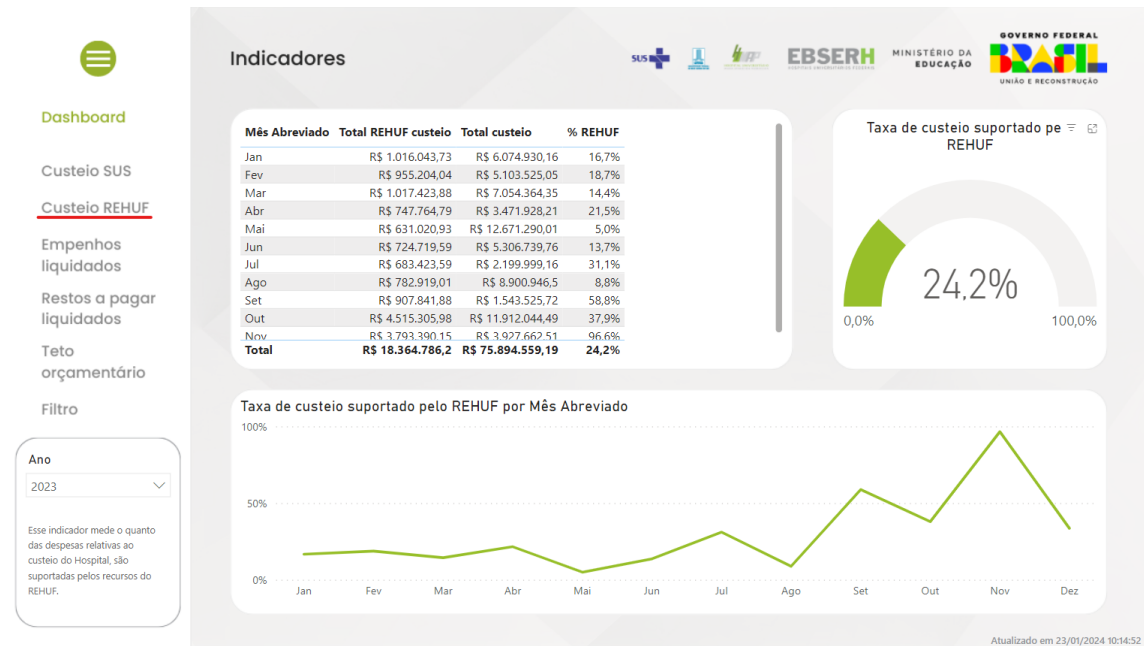 Dashboard
Custeio SUS
Custeio REHUF
Empenhos
liquidados
Restos a pagar
liquidados
Teto
orçamentário
Filtro
Ano
2023
Esse indicador mede o quanto
das despesas relativas ao
custeio do Hospital, são
suportadas pelos recursos do
REHUF.
Indicadores
SUS
EBSERH
HOSPITAIS UNIVERSITÁRIOS FEDERAIS
MINISTÉRIO DA
EDUCAÇÃO
GOVERNO FEDERAL
BRASIL
UNIÃO E RECONSTRUÇÃO
Mês Abreviado Total REHUF custeio Total custeio % REHUF
Jan R$ 1.016.043,73 R$ 6.074.930,16 16,7%
Fev R$ 955.204,04 R$ 5.103.525,05 18,7%
Mar R$ 1.017.423,88 R$ 7.054.364,35 14,4%
Abr R$ 747.764,79 R$ 3.471.928,21 21,5%
Mai R$ 631.020,93 R$ 12.671.290,01 5,0%
Jun R$ 724.719,59 R$ 5.306.739,76 13,7%
Jul R$ 683.423,59 R$ 2.199.999,16 31,1%
Ago R$ 782.919,01 R$ 8.900.946,5 8,8%
Set R$ 907.841,88 R$ 1.543.525,72 58,8%
Out R$ 4.515.305,98 R$ 11.912.044,49 37,9%
Nov R$ 3.793.390,15 R$ 3.927.662,51 96,6%
Total R$ 18.364.786,2 R$ 75.894.559,19 24,2%
Taxa de custeio suportado pe
REHUF
24,2%
0,0% 100,0%
Taxa de custeio suportado pelo REHUF por Mês Abreviado
100%
50%
0%
Jan Fev Mar Abr Mai Jun Jul Ago Set Out Nov Dez
Atualizado em 23/01/2024 10:14:52